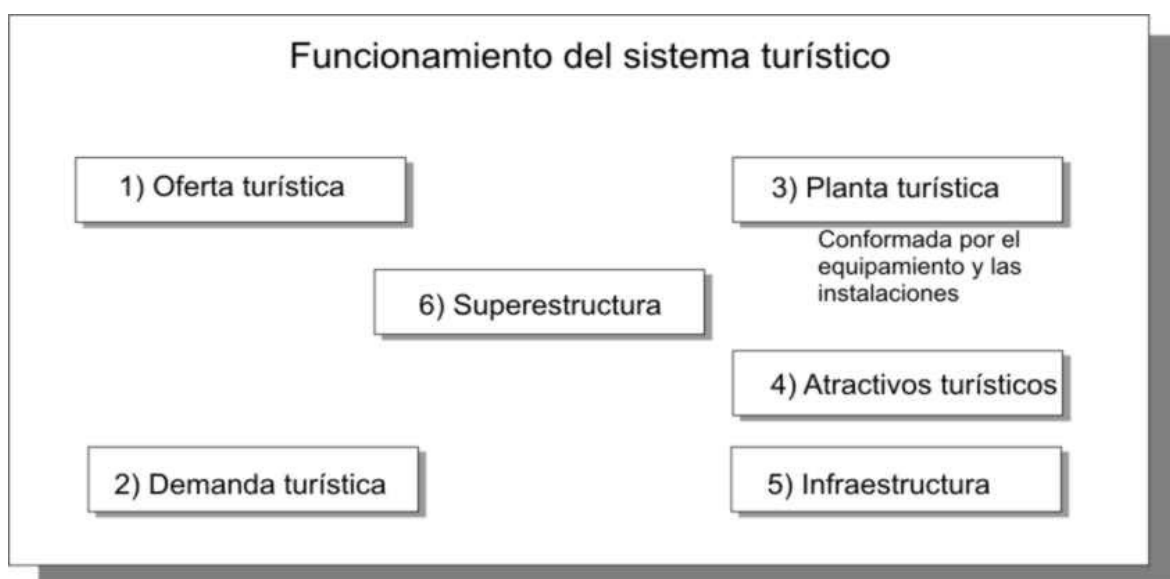 Funcionamiento del sistema turístico
1) Oferta turística
3) Planta turística
Conformada por el
equipamiento y las
instalaciones
6) Superestructura
4) Atractivos turísticos
2) Demanda turística
5) Infraestructura